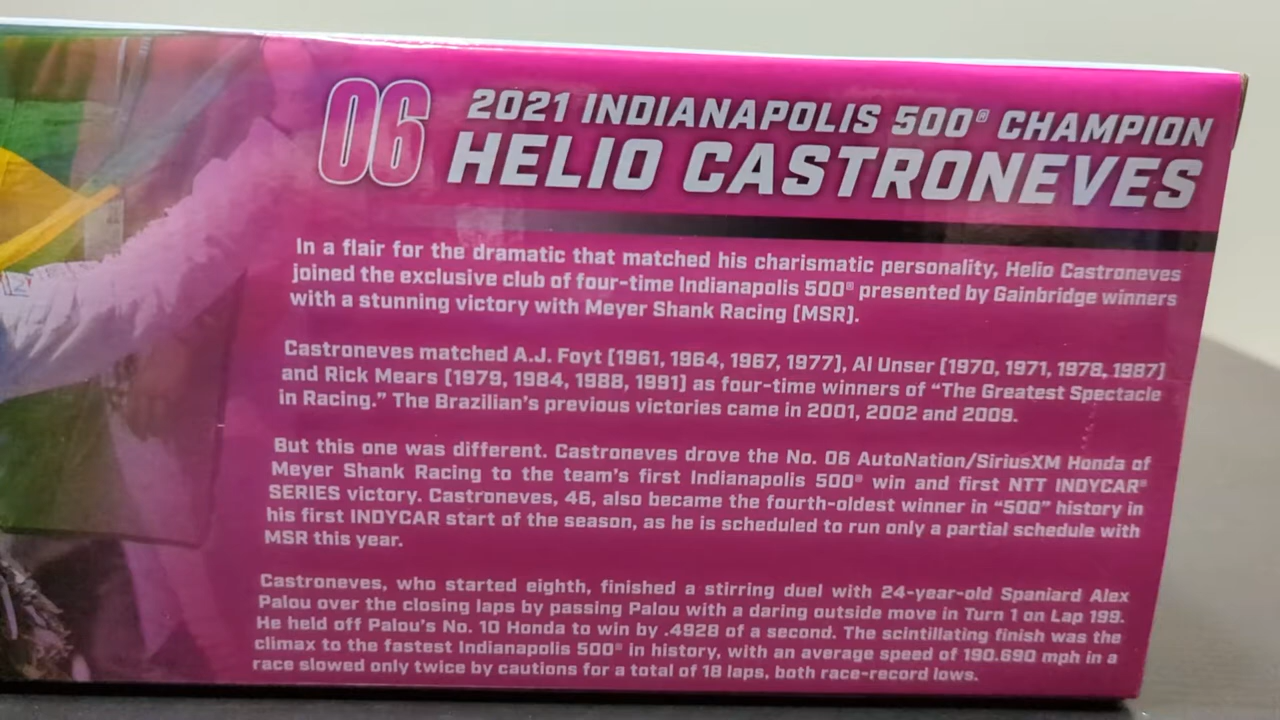 06
2021 INDIANAPOLIS 500® CHAMPION
HELIO CASTRONEVES
In a flair for the dramatic that matched his charismatic personality, Helio Castroneves
joined the exclusive club of four-time Indianapolis 500® presented by Gainbridge winners
with a stunning victory with Meyer Shank Racing [MSR].
Castroneves matched A.J. Foyt [1961, 1964, 1967, 1977], Al Unser [1970, 1971, 1978, 1987]
and Rick Mears [1979, 1984, 1988, 1991] as four-time winners of “The Greatest Spectacle
in Racing.” The Brazilian’s previous victories came in 2001, 2002 and 2009.
But this one was different. Castroneves drove the No. 06 AutoNation/SiriusXM Honda of
Meyer Shank Racing to the team’s first Indianapolis 500® win and first NTT INDYCAR®
SERIES victory. Castroneves, 46, also became the fourth-oldest winner in “500” history in
his first INDYCAR start of the season, as he is scheduled to run only a partial schedule with
MSR this year.
Castroneves, who started eighth, finished a stirring duel with 24-year-old Spaniard Alex
Palou over the closing laps by passing Palou with a daring outside move in Turn 1 on Lap 199.
He held off Palou’s No. 10 Honda to win by .4928 of a second. The scintillating finish was the
climax to the fastest Indianapolis 500® in history, with an average speed of 190.690 mph in a
race slowed only twice by cautions for a total of 18 laps, both race-record lows.